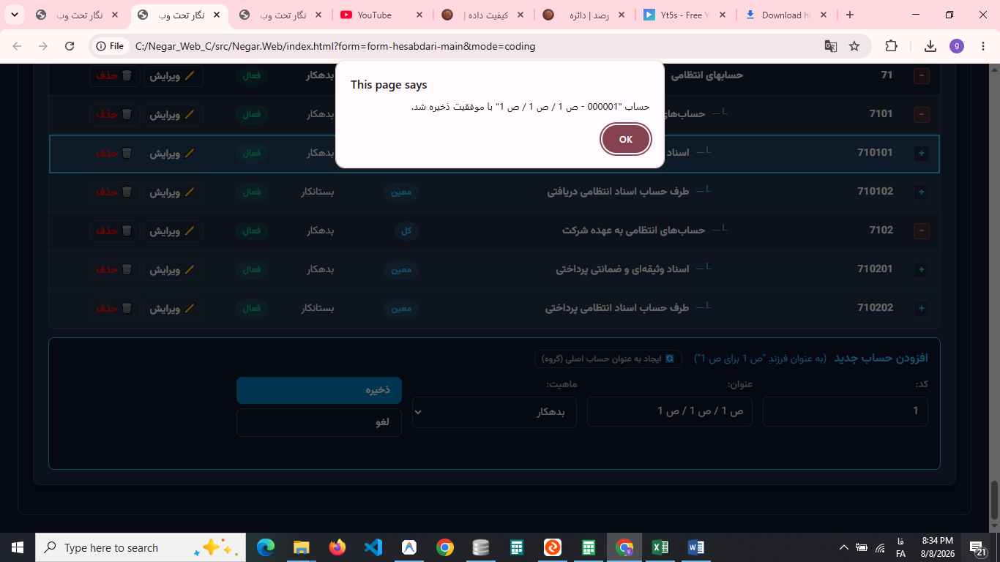 نگار تحت وب
نگار تحت وب
نگار تحت وب
YouTube
کیفیت داده |
رصد | دائره
Yt5s - Free Y
Download hi
File
C:/Negar_Web_C/src/Negar.Web/index.html?form=form-hesabdari-main&mode=coding
g
This page says
حساب "000001 - ص 1 / ص 1 / ص 1" با موفقیت ذخیره شد.
OK
71 حسابهای انتظامی بدهکار فعال ویرایش حذف
7101 حساب‌های بدهکار فعال ویرایش حذف
710101 اسناد بدهکار فعال ویرایش حذف
710102 طرف حساب اسناد انتظامی دریافتی معین بستانکار فعال ویرایش حذف
7102 حساب‌های انتظامی به عهده شرکت کل بدهکار فعال ویرایش حذف
710201 اسناد وثیقه‌ای و ضمانتی پرداختی معین بدهکار فعال ویرایش حذف
710202 طرف حساب اسناد انتظامی پرداختی معین بستانکار فعال ویرایش حذف
افزودن حساب جدید (به عنوان فرزندِ "ص 1 برای ص 1") ایجاد به عنوان حساب اصلی (گروه)
کد: عنوان: ماهیت:
1 ص 1 / ص 1 / ص 1 بدهکار
ذخیره
لغو
Type here to search
فا
FA
8:34 PM
8/8/2026
21